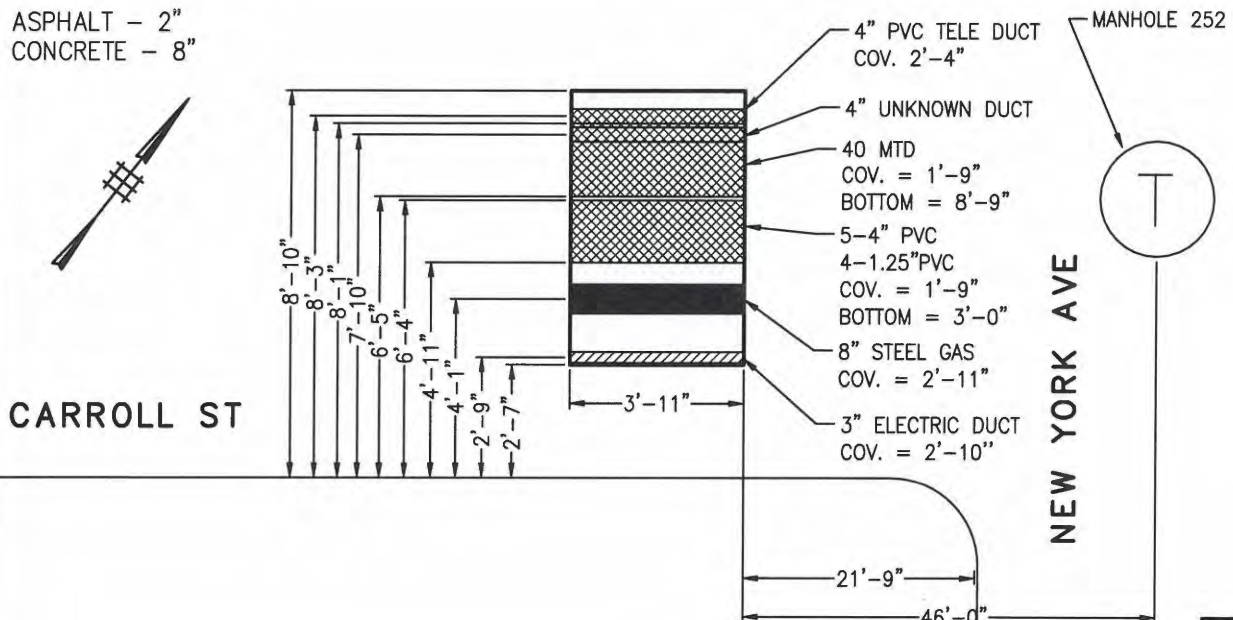 ASPHALT – 2"
CONCRETE – 8"
MANHOLE 252
4" PVC TELE DUCT
COV. 2'-4"
4" UNKNOWN DUCT
40 MTD
COV. = 1'-9"
BOTTOM = 8'-9"
5-4" PVC
4-1.25"PVC
COV. = 1'-9"
BOTTOM = 3'-0"
8" STEEL GAS
COV. = 2'-11"
3" ELECTRIC DUCT
COV. = 2'-10"
T
8'-10"
8'-3"
8'-1"
7'-10"
6'-5"
6'-4"
4'-11"
4'-1"
2'-9"
2'-7"
3'-11"
CARROLL ST
NEW YORK AVE
21'-9"
46'-0"